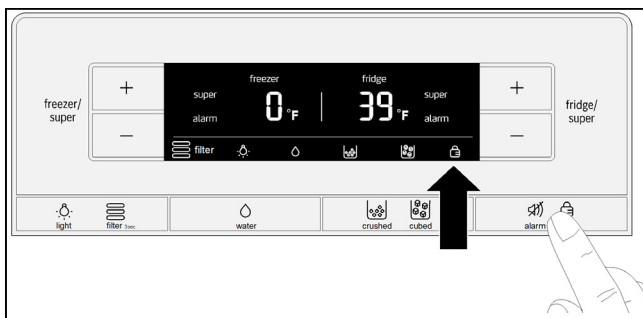 freezer fridge
super super
0°F 39°F
alarm alarm
filter
freezer/
super
+
−
+
−
fridge/
super
light filter 3sec water crushed cubed alarm